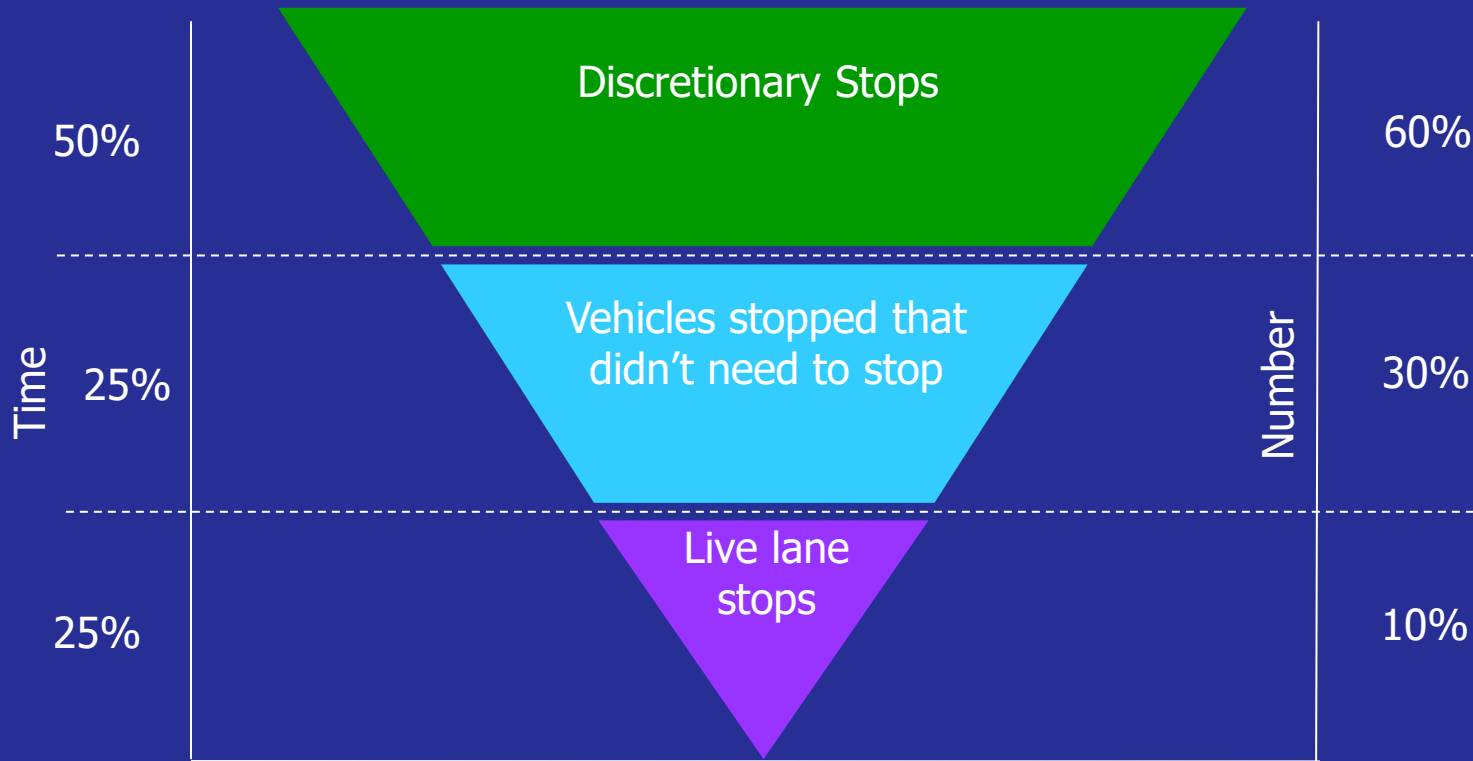 Discretionary Stops
50%
60%
Vehicles stopped that
didn’t need to stop
Time
25%
Number
30%
Live lane
stops
25%
10%